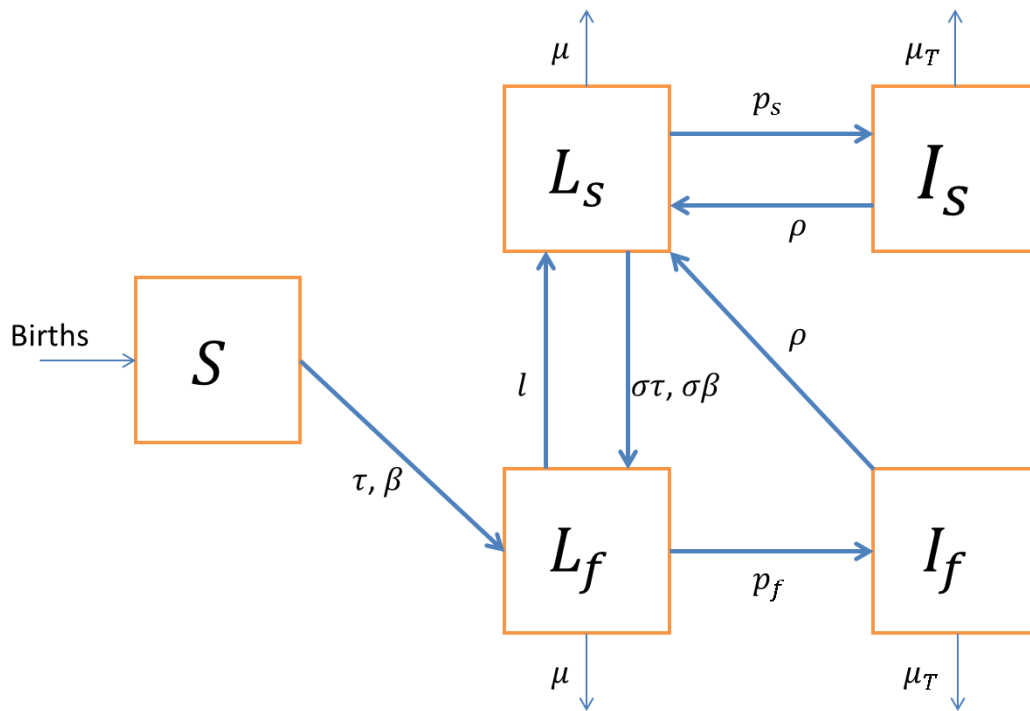 μ
μ_T
p_s
L_s
I_s
ρ
Births
S
l
στ, σβ
ρ
τ, β
L_f
I_f
p_f
μ
μ_T